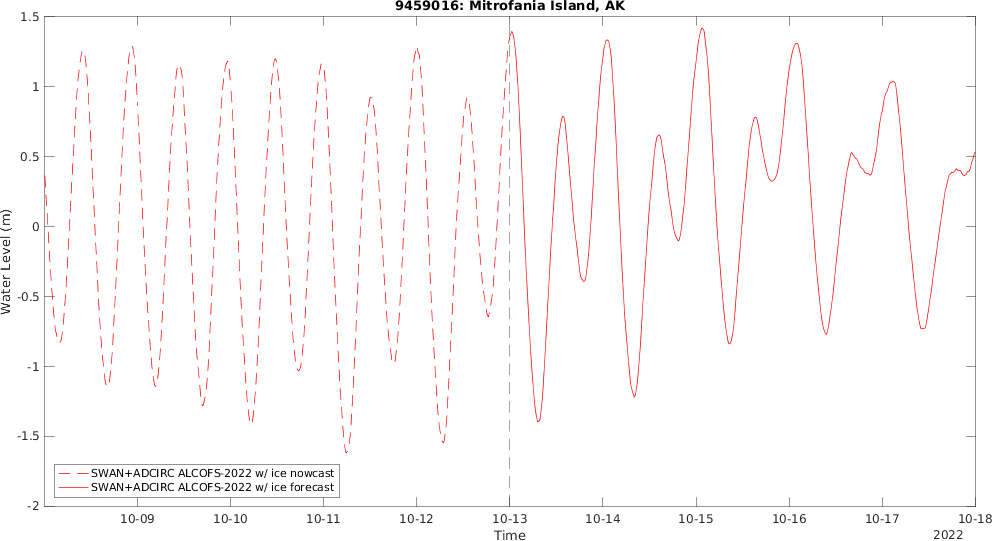 9459016: Mitrofania Island, AK
1.5
1
0.5
0
-0.5
-1
-1.5
-2
Water Level (m)
SWAN+ADCIRC ALCOFS-2022 w/ ice nowcast
SWAN+ADCIRC ALCOFS-2022 w/ ice forecast
10-09 10-10 10-11 10-12 10-13 10-14 10-15 10-16 10-17 10-18
Time
2022